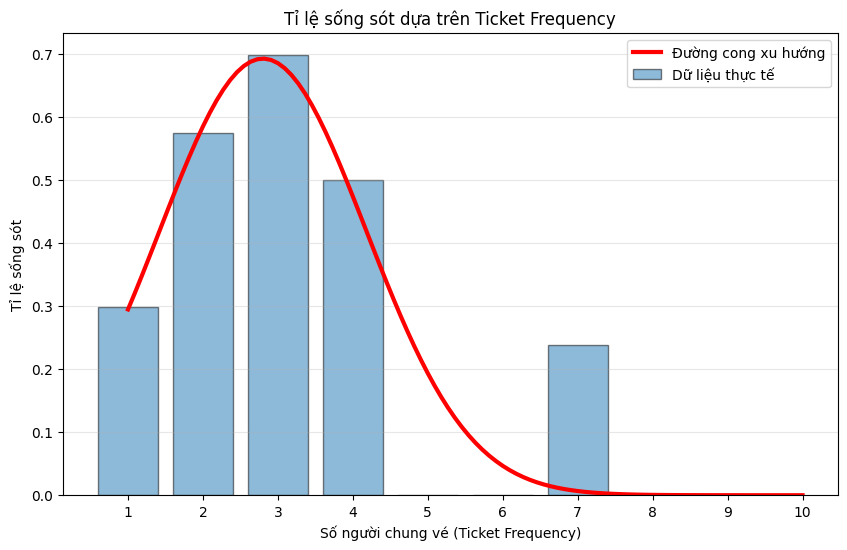 Tỉ lệ sống sót dựa trên Ticket Frequency
Đường cong xu hướng
Dữ liệu thực tế
Tỉ lệ sống sót
0.7
0.6
0.5
0.4
0.3
0.2
0.1
0.0
1 2 3 4 5 6 7 8 9 10
Số người chung vé (Ticket Frequency)